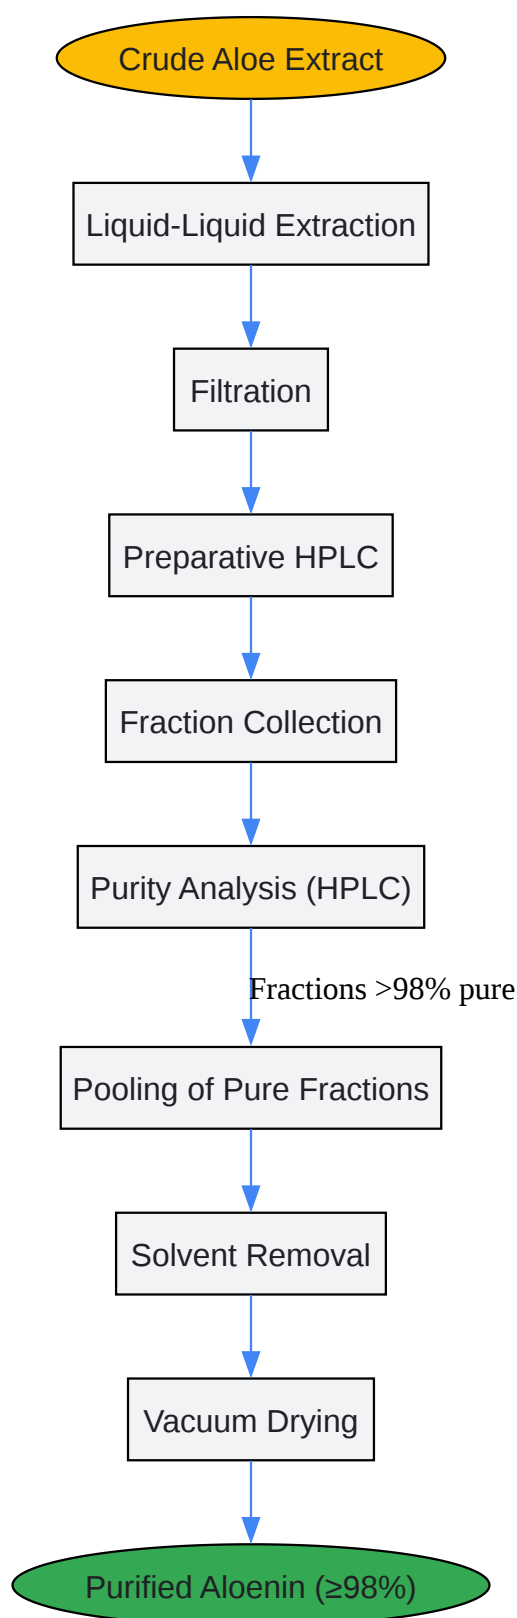 Crude Aloe Extract
Liquid-Liquid Extraction
Filtration
Preparative HPLC
Fraction Collection
Purity Analysis (HPLC)
Fractions >98% pure
Pooling of Pure Fractions
Solvent Removal
Vacuum Drying
Purified Aloenin (≥98%)